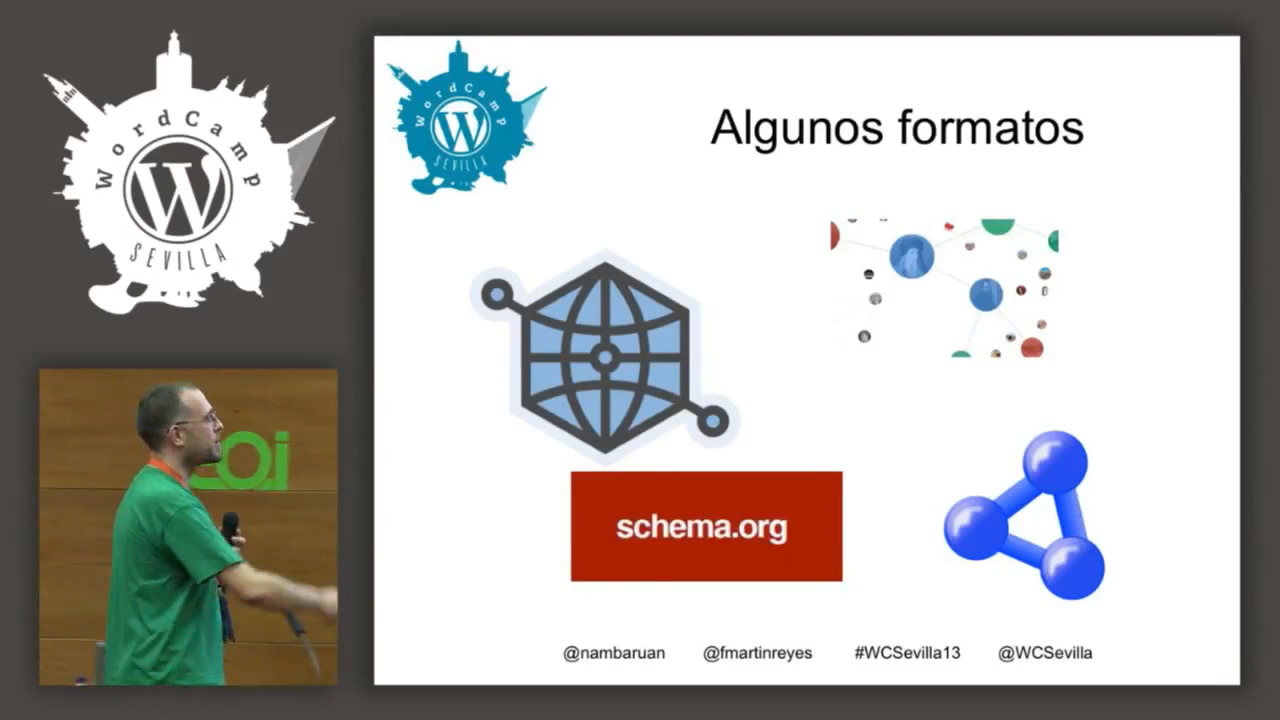 WordCamp
SEVILLA
WordCamp
SEVILLA
Algunos formatos
schema.org
@nambaruan @fmartinreyes #WCSevilla13 @WCSevilla